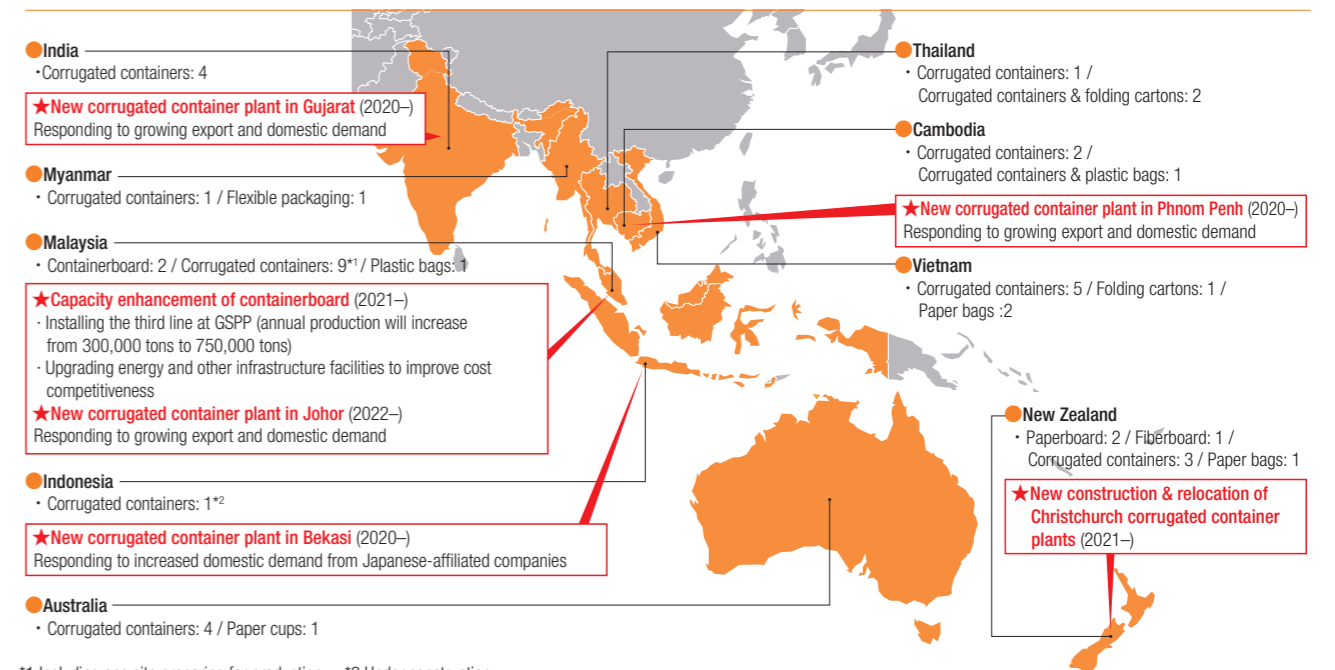 ●India
・Corrugated containers: 4
★New corrugated container plant in Gujarat (2020–)
Responding to growing export and domestic demand
●Myanmar
・Corrugated containers: 1 / Flexible packaging: 1
●Malaysia
・Containerboard: 2 / Corrugated containers: 9*1 / Plastic bags: 1
★Capacity enhancement of containerboard (2021–)
· Installing the third line at GSPP (annual production will increase
from 300,000 tons to 750,000 tons)
· Upgrading energy and other infrastructure facilities to improve cost
competitiveness
★New corrugated container plant in Johor (2022–)
Responding to growing export and domestic demand
●Indonesia
・Corrugated containers: 1*2
★New corrugated container plant in Bekasi (2020–)
Responding to increased domestic demand from Japanese-affiliated companies
●Australia
・Corrugated containers: 4 / Paper cups: 1
●Thailand
・Corrugated containers: 1 /
Corrugated containers & folding cartons: 2
●Cambodia
・Corrugated containers: 2 /
Corrugated containers & plastic bags: 1
★New corrugated container plant in Phnom Penh (2020–)
Responding to growing export and domestic demand
●Vietnam
・Corrugated containers: 5 / Folding cartons: 1 /
Paper bags :2
●New Zealand
・Paperboard: 2 / Fiberboard: 1 /
Corrugated containers: 3 / Paper bags: 1
★New construction & relocation of
Christchurch corrugated container
plants (2021–)